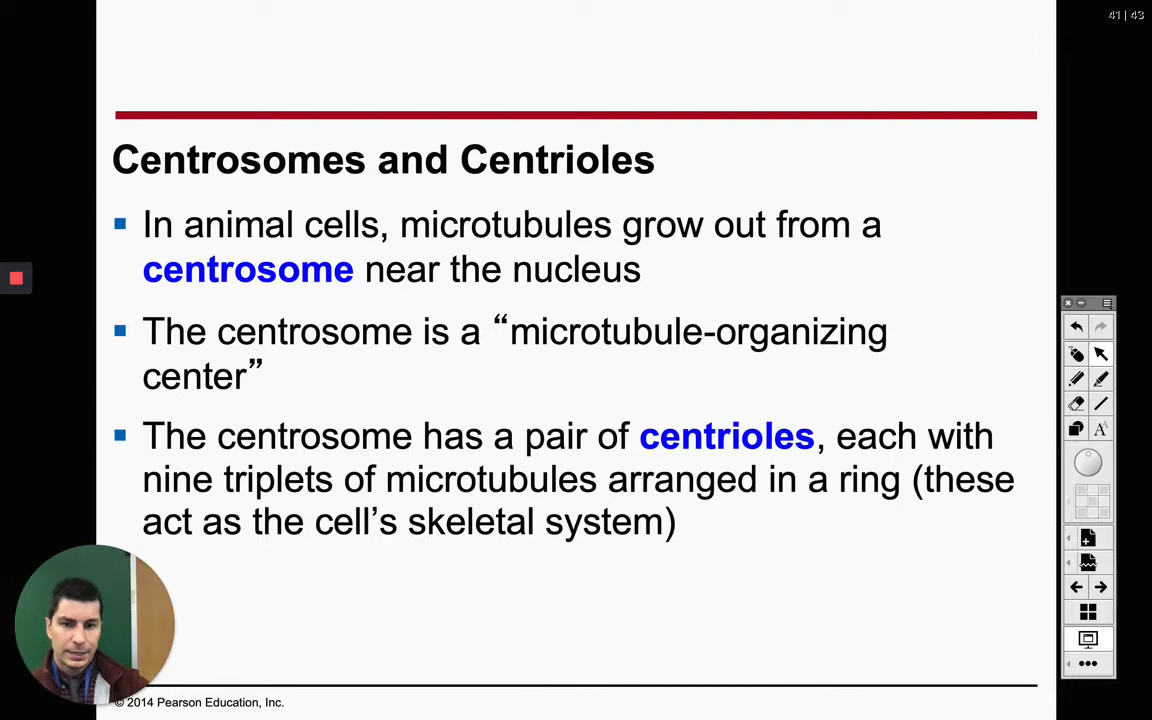 41 | 43
Centrosomes and Centrioles
▪ In animal cells, microtubules grow out from a
centrosome near the nucleus
▪ The centrosome is a “microtubule-organizing
center”
▪ The centrosome has a pair of centrioles, each with
nine triplets of microtubules arranged in a ring (these
act as the cell’s skeletal system)
A
© 2014 Pearson Education, Inc.